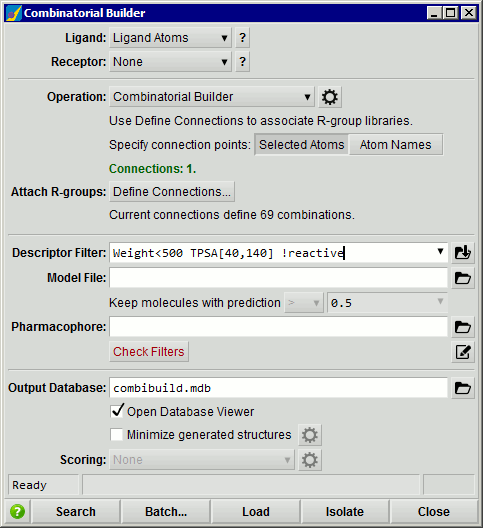 Combinatorial Builder
Ligand: Ligand Atoms ?
Receptor: None ?
Operation: Combinatorial Builder
Use Define Connections to associate R-group libraries.
Specify connection points: Selected Atoms Atom Names
Connections: 1.
Attach R-groups: Define Connections...
Current connections define 69 combinations.
Descriptor Filter: Weight<500 TPSA[40,140] !reactive
Model File:
Keep molecules with prediction > 0.5
Pharmacophore:
Check Filters
Output Database: combibuild.mdb
Open Database Viewer
Minimize generated structures
Scoring: None
Ready
? Search Batch... Load Isolate Close